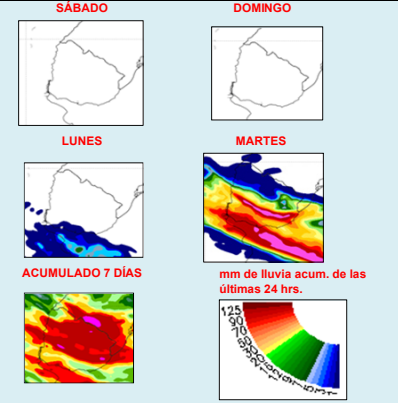 SÁBADO
DOMINGO
LUNES
MARTES
ACUMULADO 7 DÍAS
mm de lluvia acum. de las
últimas 24 hrs.
125
90
70